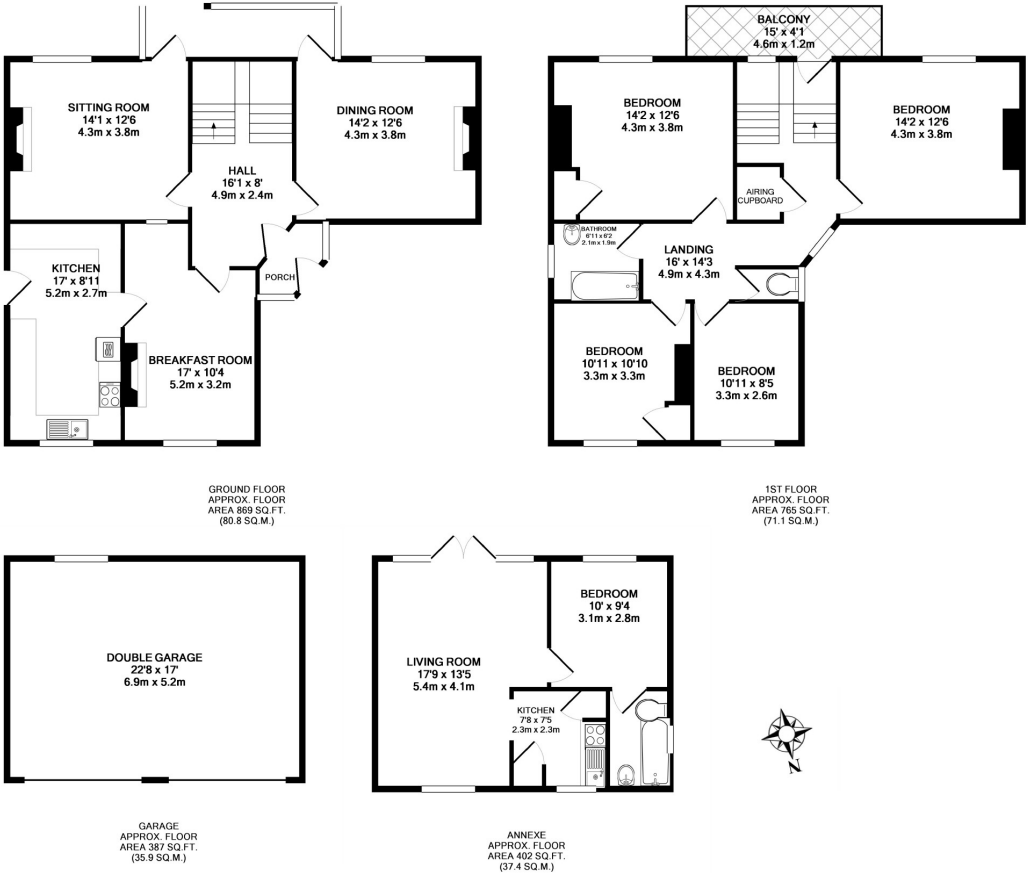 BALCONY
15' x 4'1
4.6m x 1.2m
SITTING ROOM
14'1 x 12'6
4.3m x 3.8m
DINING ROOM
14'2 x 12'6
4.3m x 3.8m
HALL
16'1 x 8'
4.9m x 2.4m
KITCHEN
17' x 8'11
5.2m x 2.7m
PORCH
BREAKFAST ROOM
17' x 10'4
5.2m x 3.2m
GROUND FLOOR
APPROX. FLOOR
AREA 869 SQ.FT.
(80.8 SQ.M.)
BEDROOM
14'2 x 12'6
4.3m x 3.8m
BEDROOM
14'2 x 12'6
4.3m x 3.8m
AIRING
CUPBOARD
BATHROOM
6'11 x 6'2
2.1m x 1.9m
LANDING
16' x 14'3
4.9m x 4.3m
BEDROOM
10'11 x 10'10
3.3m x 3.3m
BEDROOM
10'11 x 8'5
3.3m x 2.6m
1ST FLOOR
APPROX. FLOOR
AREA 765 SQ.FT.
(71.1 SQ.M.)
DOUBLE GARAGE
22'8 x 17'
6.9m x 5.2m
GARAGE
APPROX. FLOOR
AREA 387 SQ.FT.
(35.9 SQ.M.)
LIVING ROOM
17'9 x 13'5
5.4m x 4.1m
BEDROOM
10' x 9'4
3.1m x 2.8m
KITCHEN
7'8 x 7'5
2.3m x 2.3m
ANNEXE
APPROX. FLOOR
AREA 402 SQ.FT.
(37.4 SQ.M.)
N